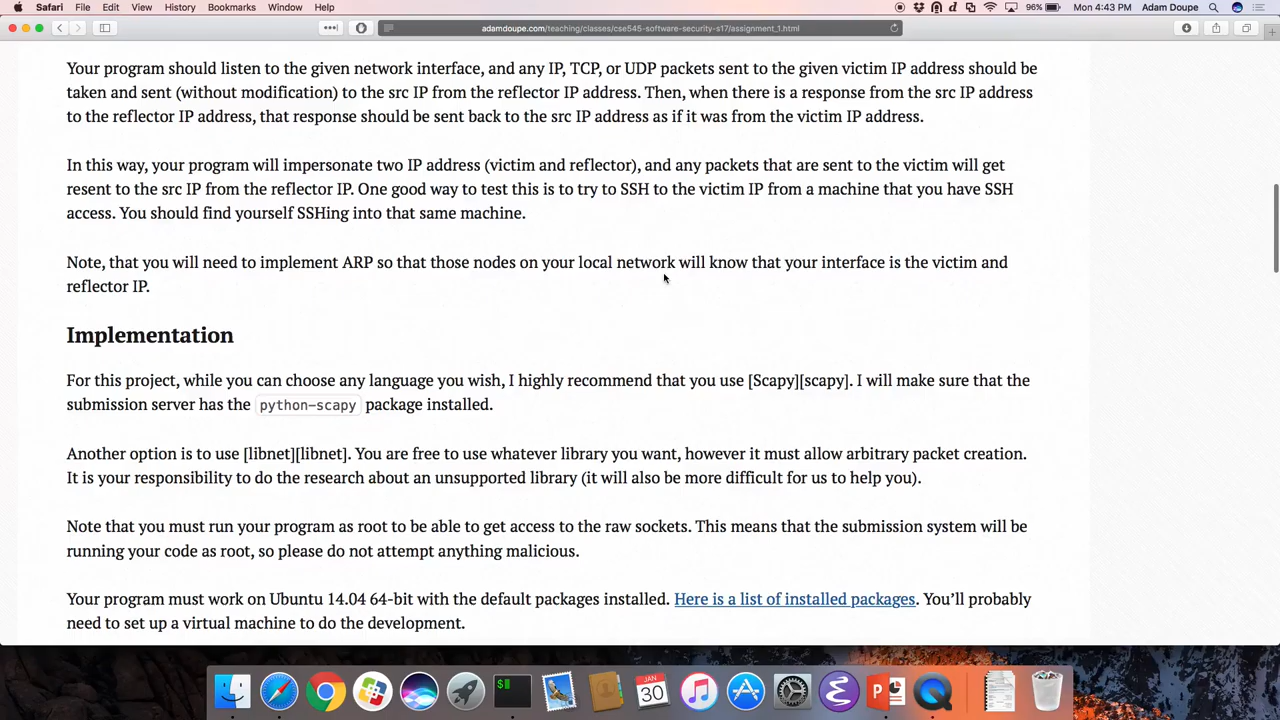 Safari File Edit View History Bookmarks Window Help 96% Mon 4:43 PM Adam Doupe
adamdoupe.com/teaching/classes/cse545-software-security-s17/assignment_1.html
Your program should listen to the given network interface, and any IP, TCP, or UDP packets sent to the given victim IP address should be
taken and sent (without modification) to the src IP from the reflector IP address. Then, when there is a response from the src IP address
to the reflector IP address, that response should be sent back to the src IP address as if it was from the victim IP address.
In this way, your program will impersonate two IP address (victim and reflector), and any packets that are sent to the victim will get
resent to the src IP from the reflector IP. One good way to test this is to try to SSH to the victim IP from a machine that you have SSH
access. You should find yourself SSHing into that same machine.
Note, that you will need to implement ARP so that those nodes on your local network will know that your interface is the victim and
reflector IP.
Implementation
For this project, while you can choose any language you wish, I highly recommend that you use [Scapy][scapy]. I will make sure that the
submission server has the python-scapy package installed.
Another option is to use [libnet][libnet]. You are free to use whatever library you want, however it must allow arbitrary packet creation.
It is your responsibility to do the research about an unsupported library (it will also be more difficult for us to help you).
Note that you must run your program as root to be able to get access to the raw sockets. This means that the submission system will be
running your code as root, so please do not attempt anything malicious.
Your program must work on Ubuntu 14.04 64-bit with the default packages installed. Here is a list of installed packages. You'll probably
need to set up a virtual machine to do the development.
$ JAN 30 P